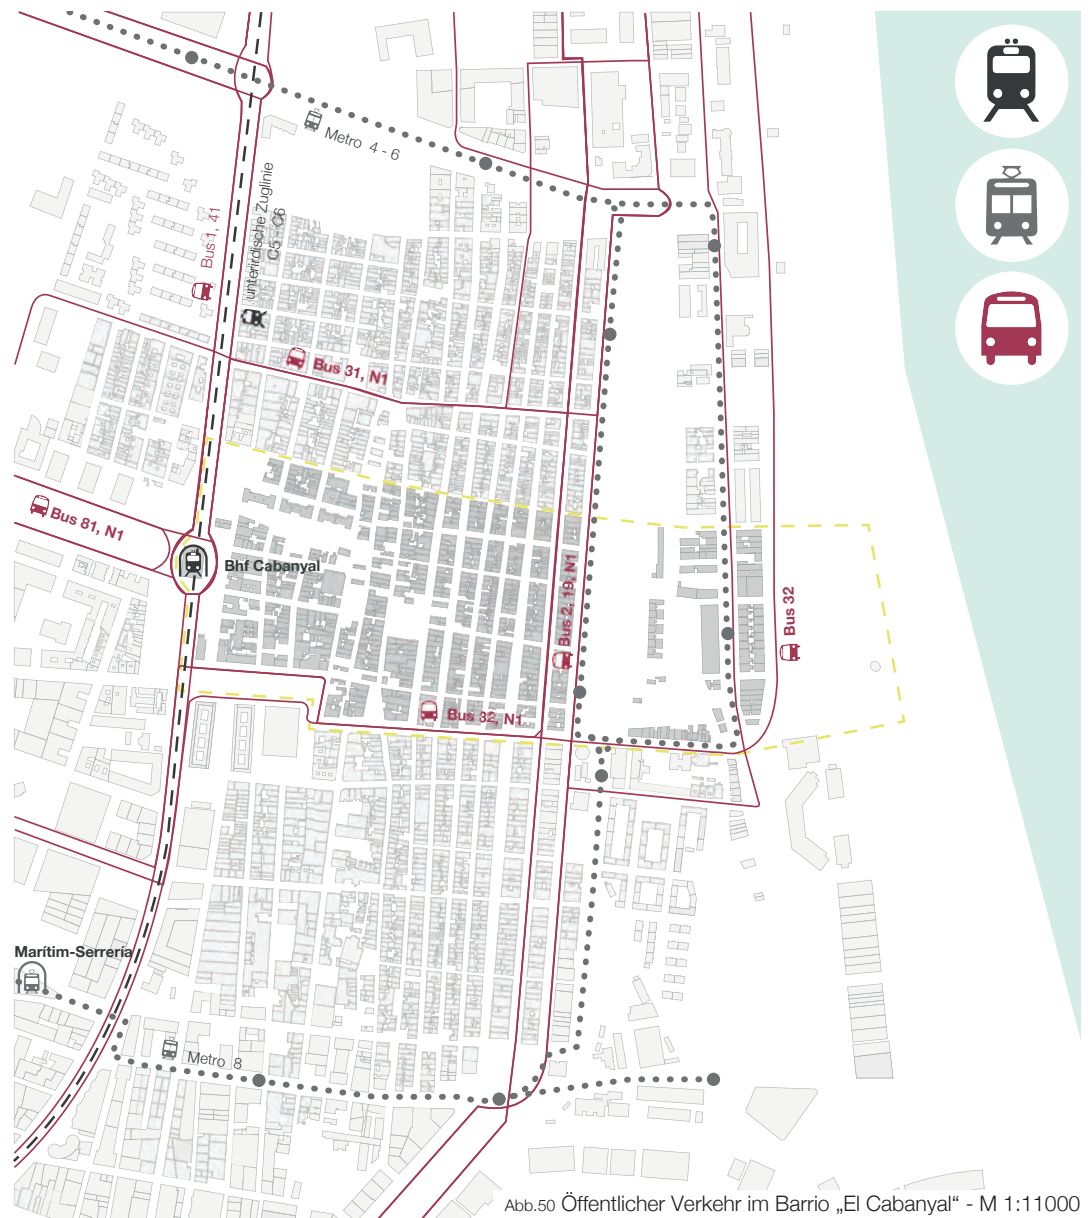 Metro 4 - 6
Bus 1, 41
unterirdische Zuglinie
C5 - C6
Bus 31, N1
Bus 81, N1
Bhf Cabanyal
Bus 2, 19, N1
Bus 32
Bus 32, N1
Marítim-Serrería
Metro 8
Abb.50 Öffentlicher Verkehr im Barrio „El Cabanyal“ - M 1:11000